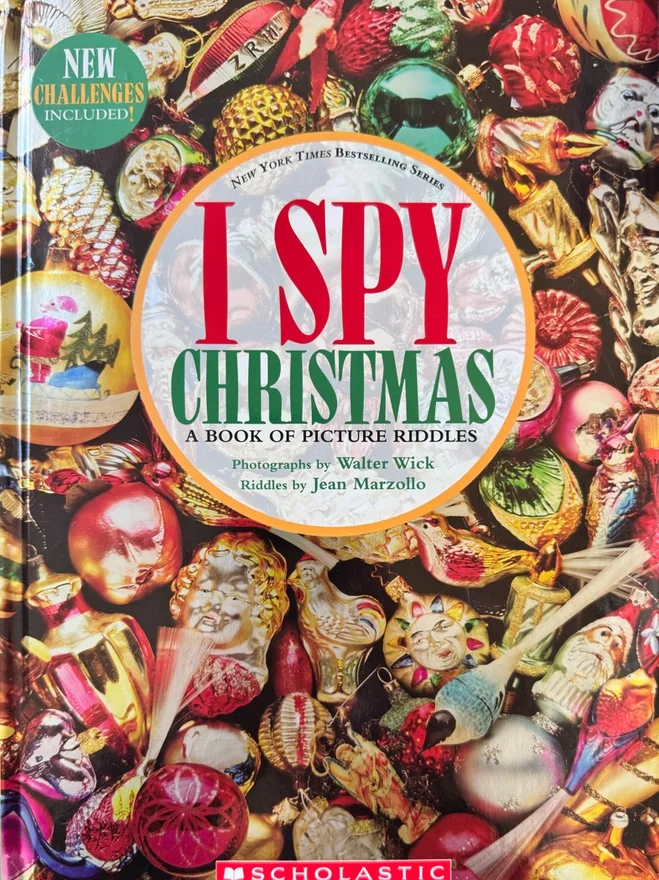 ZRM
NEW
CHALLENGES
INCLUDED!
NEW YORK TIMES BESTSELLING SERIES
I SPY
CHRISTMAS
A BOOK OF PICTURE RIDDLES
Photographs by Walter Wick
Riddles by Jean Marzollo
SCHOLASTIC